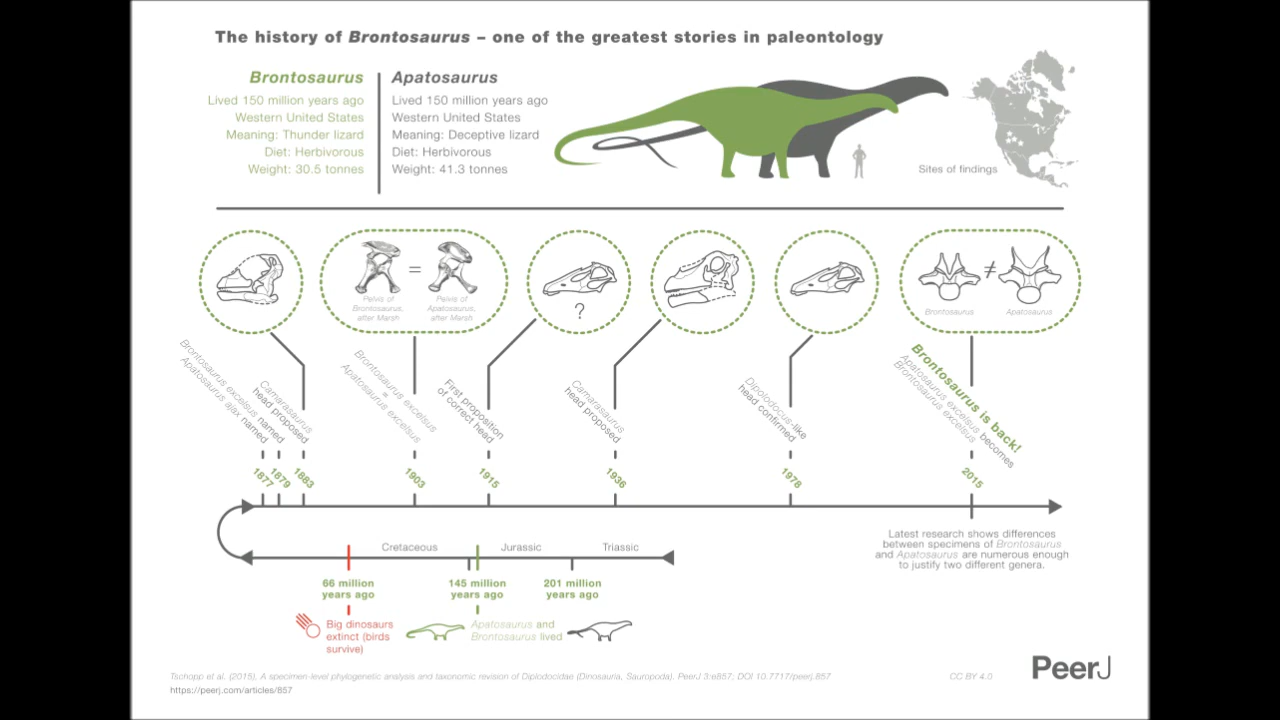 The history of Brontosaurus – one of the greatest stories in paleontology
Brontosaurus
Lived 150 million years ago
Western United States
Meaning: Thunder lizard
Diet: Herbivorous
Weight: 30.5 tonnes
Apatosaurus
Lived 150 million years ago
Western United States
Meaning: Deceptive lizard
Diet: Herbivorous
Weight: 41.3 tonnes
Sites of findings
=
Pelvis of
Brontosaurus,
after Marsh
Pelvis of
Apatosaurus,
after Marsh
?
≠
Brontosaurus
Apatosaurus
Apatosaurus ajax named
Brontosaurus excelsus named
Camarasaurus
head proposed
Brontosaurus excelsus
=
Apatosaurus excelsus
First proposition
of correct head
Camarasaurus
head proposed
Diplodocus-like
head confirmed
Brontosaurus is back!
Apatosaurus excelsus becomes
Brontosaurus excelsus
1877
1879
1883
1903
1915
1936
1978
2015
Latest research shows differences
between specimens of Brontosaurus
and Apatosaurus are numerous enough
to justify two different genera.
Cretaceous
Jurassic
Triassic
66 million
years ago
145 million
years ago
201 million
years ago
Big dinosaurs
extinct (birds
survive)
Apatosaurus and
Brontosaurus lived
Tschopp et al. (2015), A specimen-level phylogenetic analysis and taxonomic revision of Diplodocidae (Dinosauria, Sauropoda). PeerJ 3:e857; DOI 10.7717/peerj.857
https://peerj.com/articles/857
CC BY 4.0
PeerJ